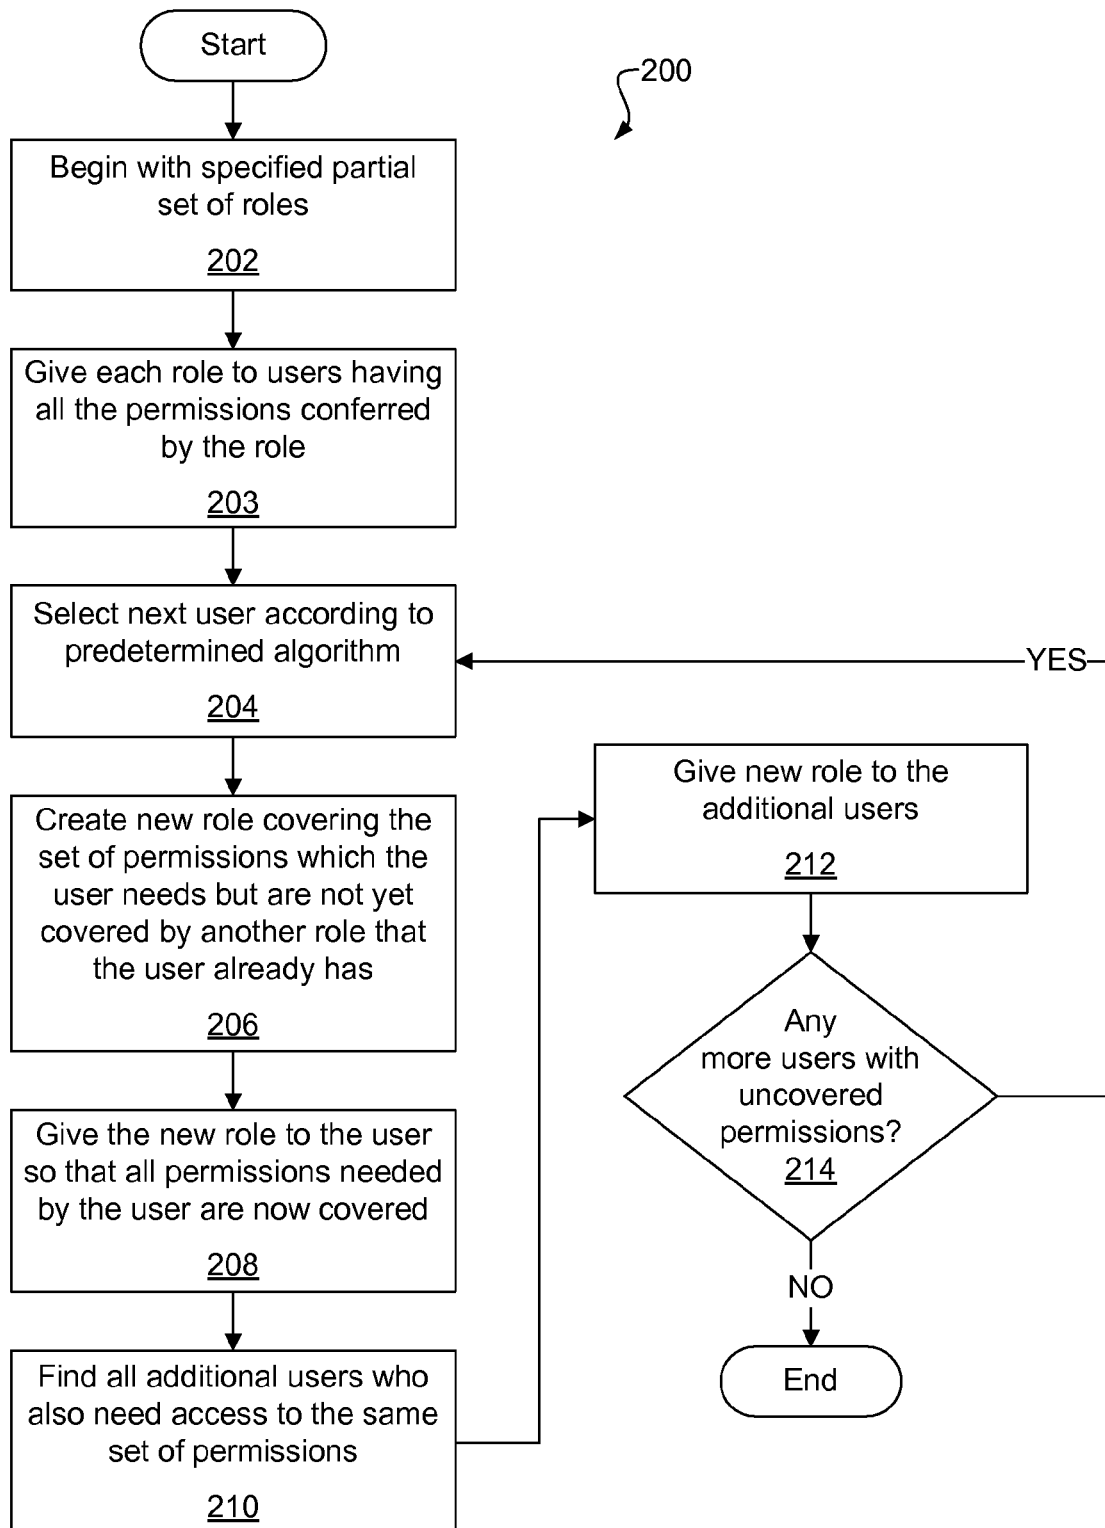 Start
200
Begin with specified partial
set of roles
202
Give each role to users having
all the permissions conferred
by the role
203
Select next user according to
predetermined algorithm
204
YES
Create new role covering the
set of permissions which the
user needs but are not yet
covered by another role that
the user already has
206
Give the new role to the user
so that all permissions needed
by the user are now covered
208
Find all additional users who
also need access to the same
set of permissions
210
Give new role to the
additional users
212
Any
more users with
uncovered
permissions?
214
NO
End